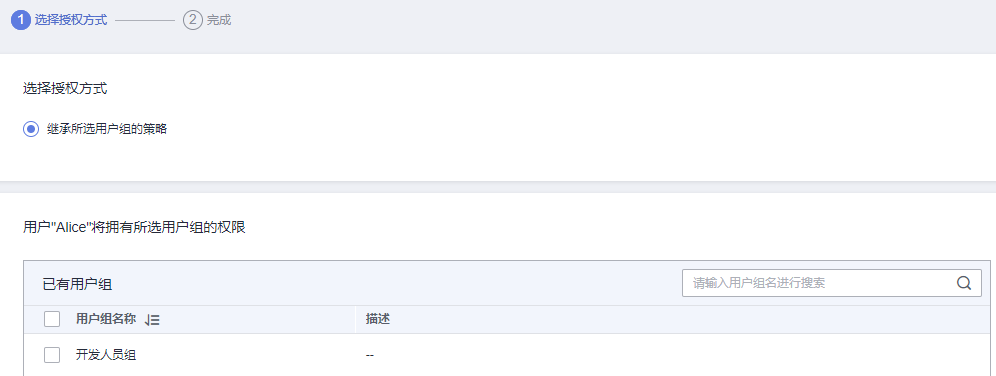 1 选择授权方式 2 完成
选择授权方式
继承所选用户组的策略
用户"Alice"将拥有所选用户组的权限
已有用户组 请输入用户组名进行搜索
用户组名称 描述
开发人员组 --